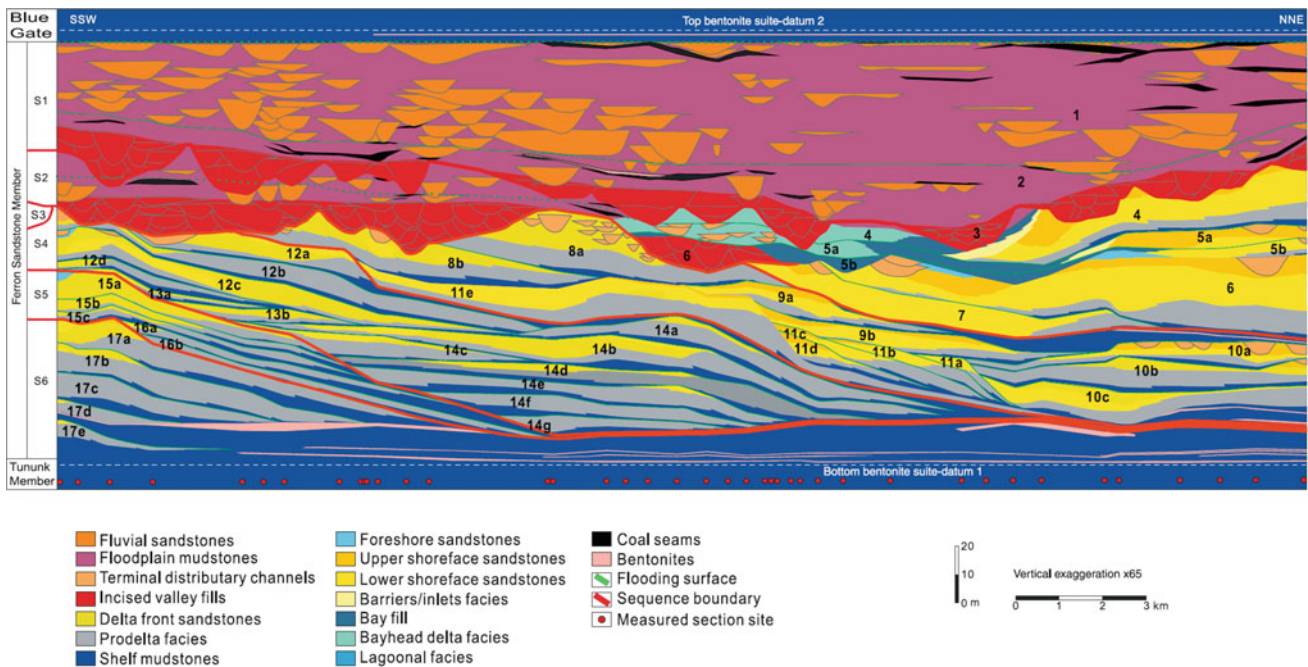 Blue Gate
SSW
Top bentonite suite-datum 2
NNE
Ferron Sandstone Member
S1
S2
S3
S4
S5
S6
1
2
3
4
4
5a
5b
5a
5b
6
6
7
8a
8b
9a
9b
10a
10b
10c
11a
11b
11c
11d
11e
12a
12b
12c
12d
13a
13b
14a
14b
14c
14d
14e
14f
14g
15a
15b
15c
16a
16b
17a
17b
17c
17d
17e
Tununk Member
Bottom bentonite suite-datum 1
Fluvial sandstones
Floodplain mudstones
Terminal distributary channels
Incised valley fills
Delta front sandstones
Prodelta facies
Shelf mudstones
Foreshore sandstones
Upper shoreface sandstones
Lower shoreface sandstones
Barriers/inlets facies
Bay fill
Bayhead delta facies
Lagoonal facies
Coal seams
Bentonites
Flooding surface
Sequence boundary
Measured section site
20
10
0 m
Vertical exaggeration x65
0 1 2 3 km